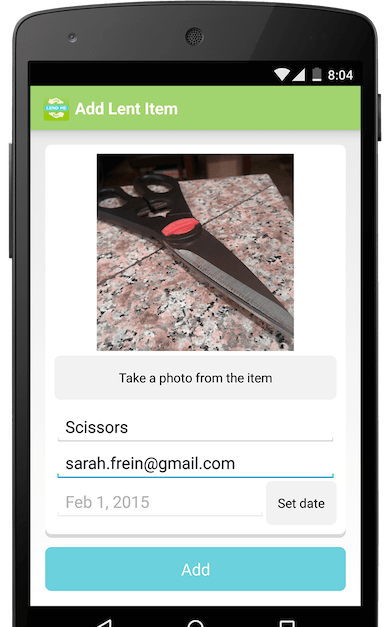 8:04
LEND ME
Add Lent Item
Take a photo from the item
Scissors
sarah.frein@gmail.com
Feb 1, 2015
Set date
Add